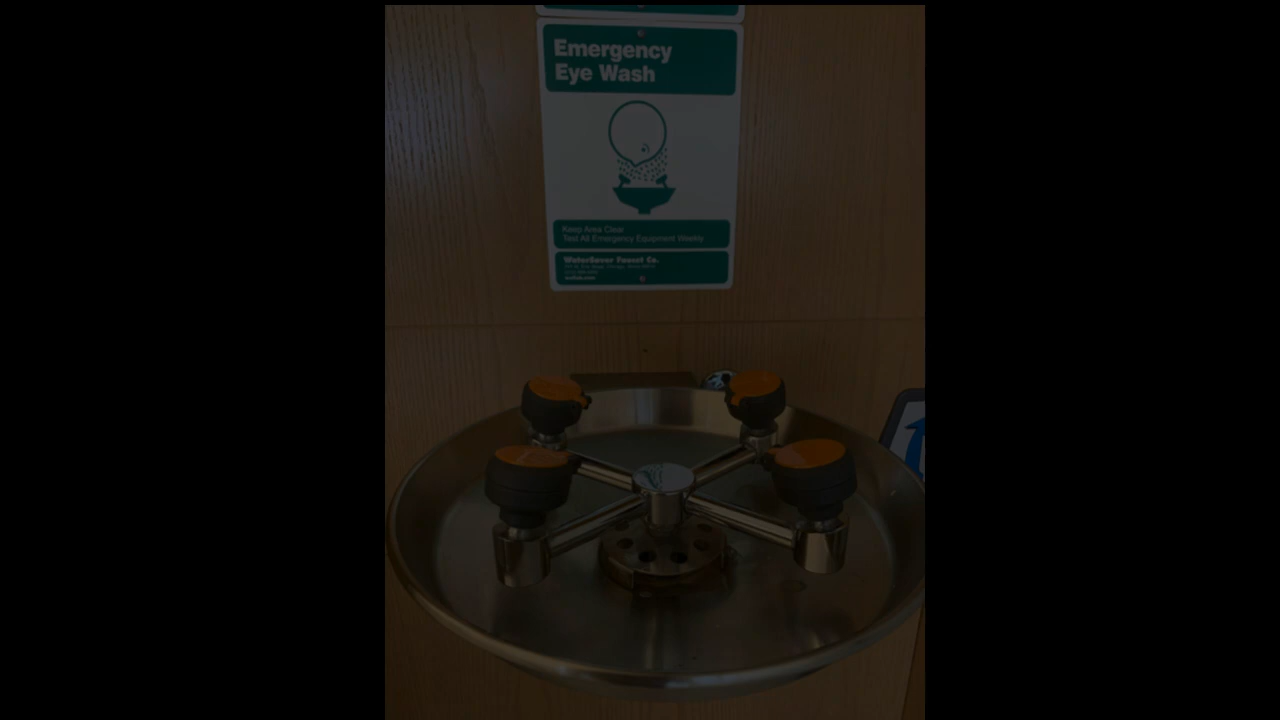 Emergency
Eye Wash
Keep Area Clear
Test All Emergency Equipment Weekly
WaterSaver Faucet Co.